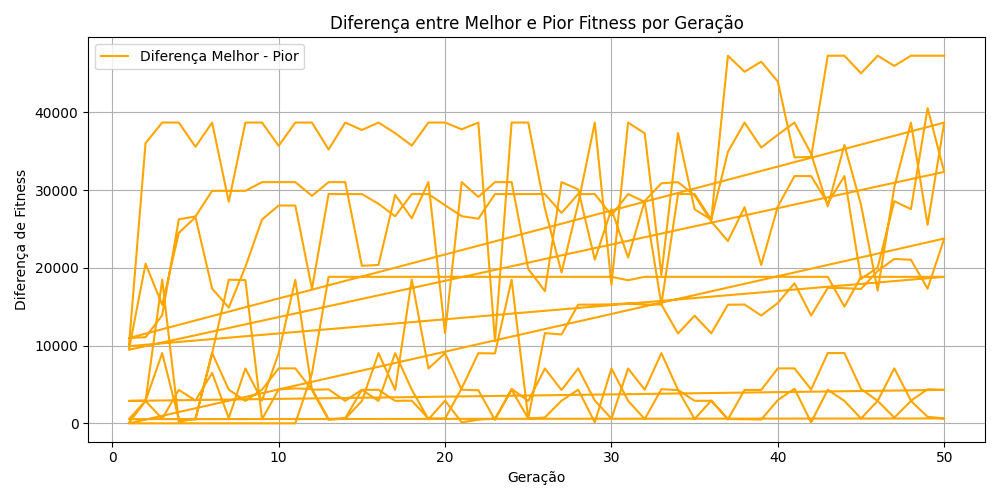 Diferença entre Melhor e Pior Fitness por Geração
Diferença Melhor - Pior
Diferença de Fitness
40000
30000
20000
10000
0
0 10 20 30 40 50
Geração